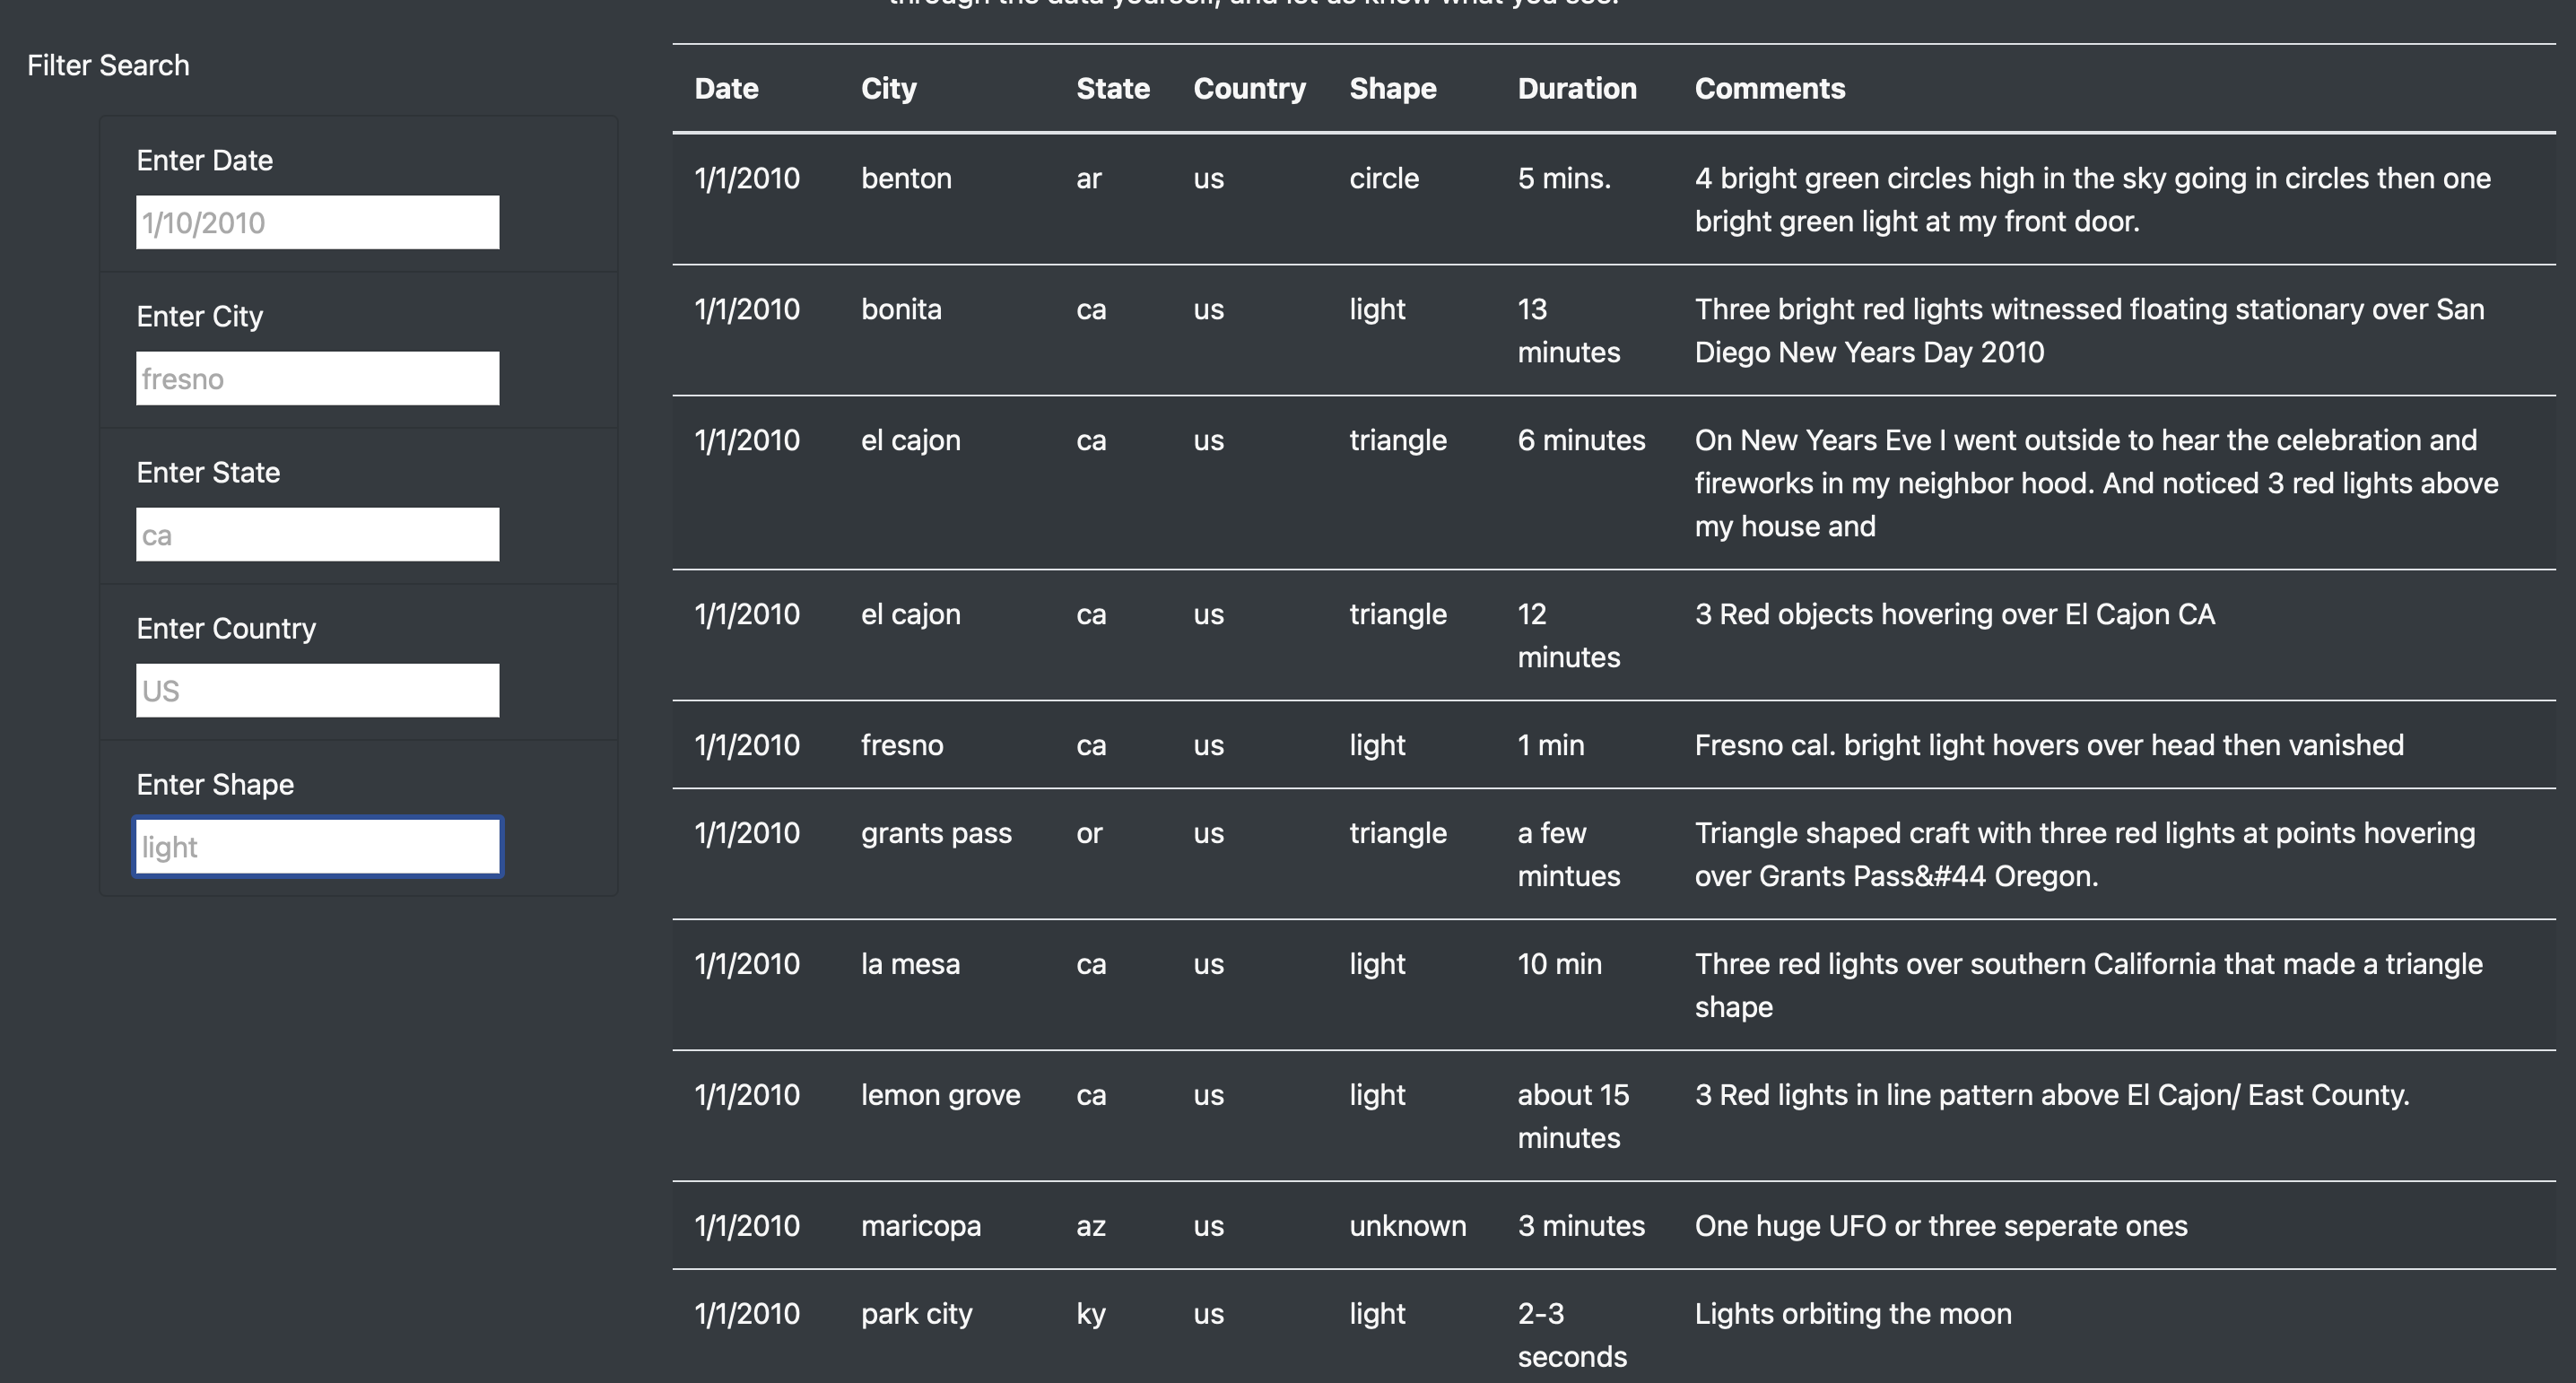 through the data yourself, and let us know what you see.
Filter Search
Enter Date
1/10/2010
Enter City
fresno
Enter State
ca
Enter Country
US
Enter Shape
light
Date City State Country Shape Duration Comments
1/1/2010 benton ar us circle 5 mins. 4 bright green circles high in the sky going in circles then one
bright green light at my front door.
1/1/2010 bonita ca us light 13 Three bright red lights witnessed floating stationary over San
minutes Diego New Years Day 2010
1/1/2010 el cajon ca us triangle 6 minutes On New Years Eve I went outside to hear the celebration and
fireworks in my neighbor hood. And noticed 3 red lights above
my house and
1/1/2010 el cajon ca us triangle 12 3 Red objects hovering over El Cajon CA
minutes
1/1/2010 fresno ca us light 1 min Fresno cal. bright light hovers over head then vanished
1/1/2010 grants pass or us triangle a few Triangle shaped craft with three red lights at points hovering
mintues over Grants Pass&#44 Oregon.
1/1/2010 la mesa ca us light 10 min Three red lights over southern California that made a triangle
shape
1/1/2010 lemon grove ca us light about 15 3 Red lights in line pattern above El Cajon/ East County.
minutes
1/1/2010 maricopa az us unknown 3 minutes One huge UFO or three seperate ones
1/1/2010 park city ky us light 2-3 Lights orbiting the moon
seconds